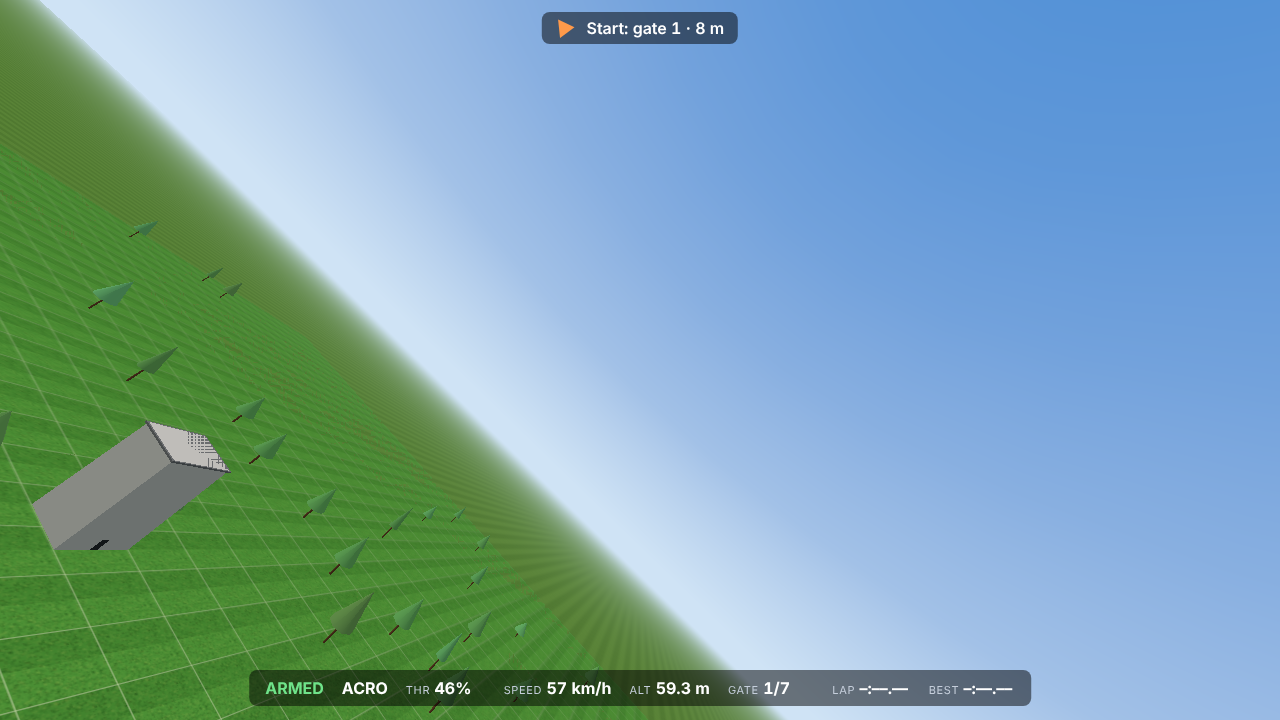 Start: gate 1 · 8 m
ARMED ACRO THR 46% SPEED 57 km/h ALT 59.3 m GATE 1/7 LAP –:––.–– BEST –:––.––